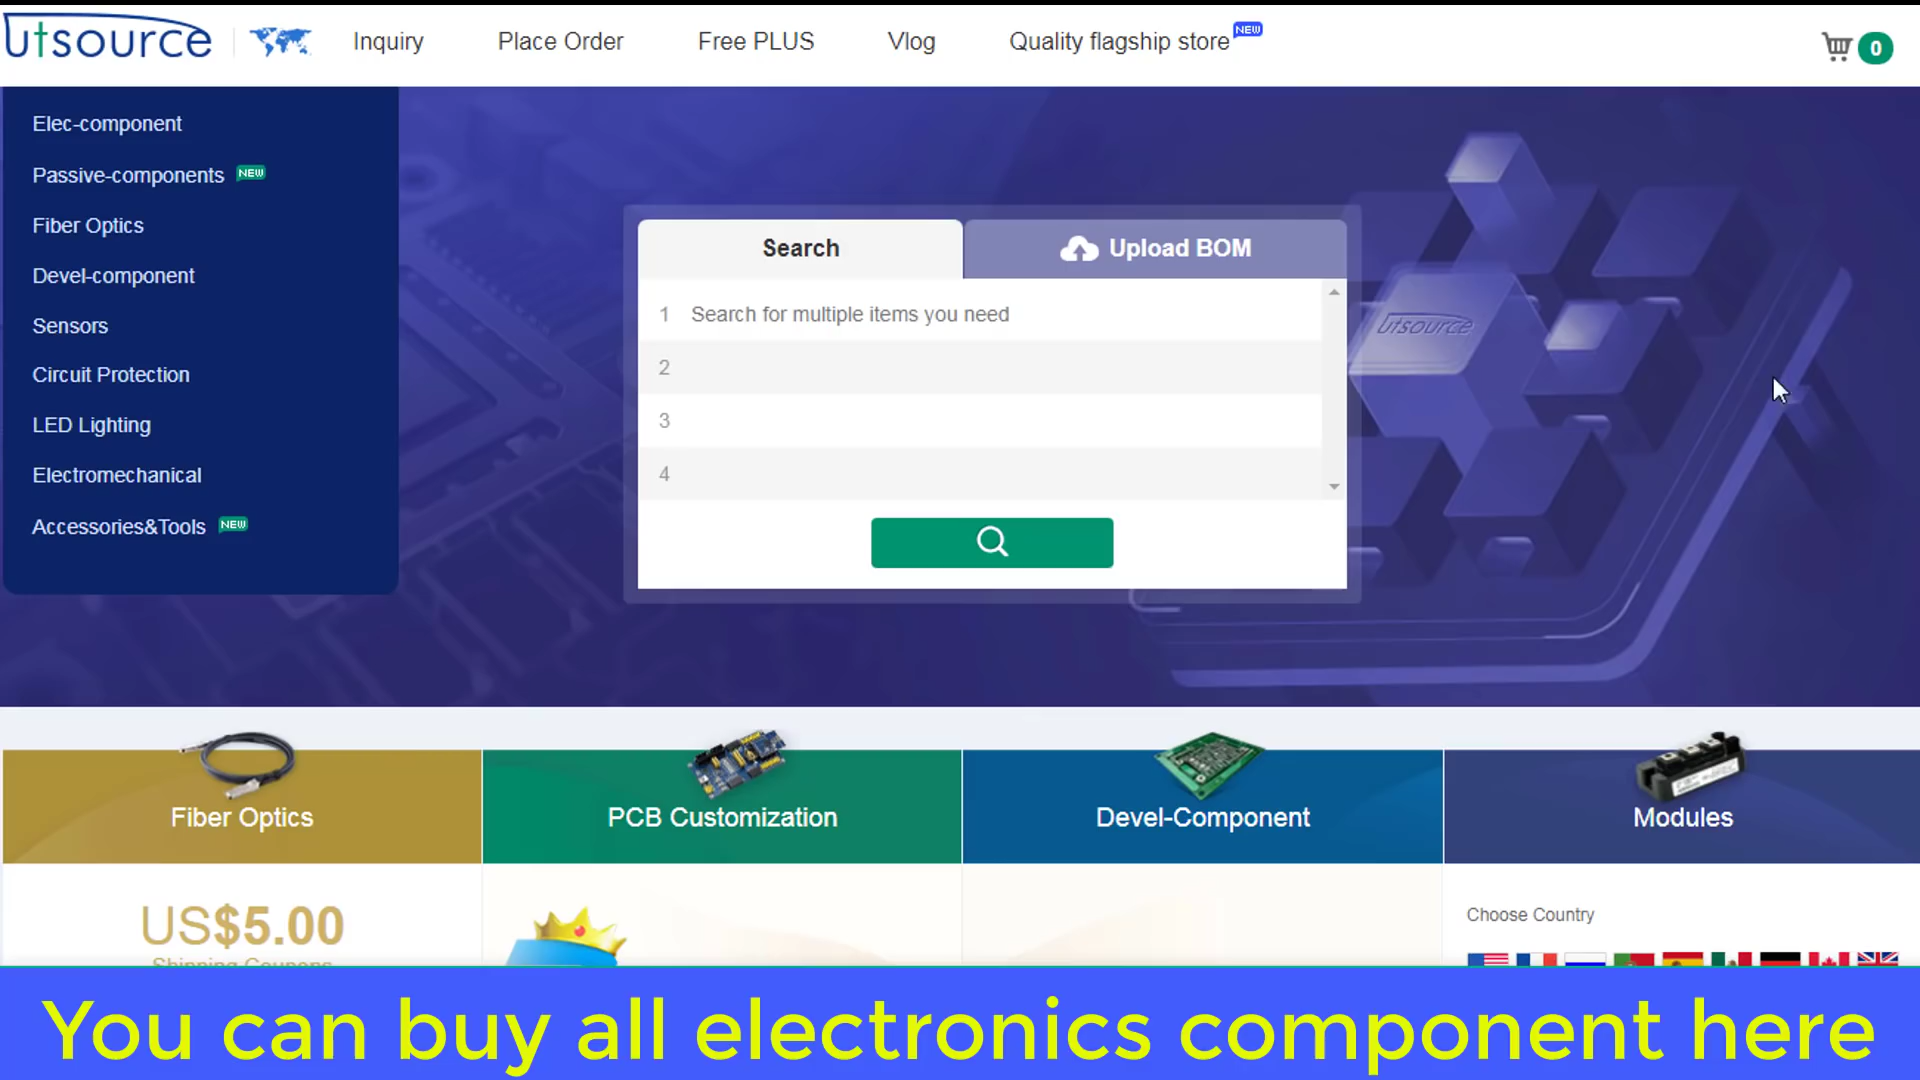 utsource
Inquiry
Place Order
Free PLUS
Vlog
Quality flagship store
NEW
0
Elec-component
Passive-components NEW
Fiber Optics
Devel-component
Sensors
Circuit Protection
LED Lighting
Electromechanical
Accessories&Tools NEW
Search
Upload BOM
1 Search for multiple items you need
2
3
4
utsource
Fiber Optics
PCB Customization
Devel-Component
Modules
US$5.00
Shipping Coupons
Choose Country
You can buy all electronics component here